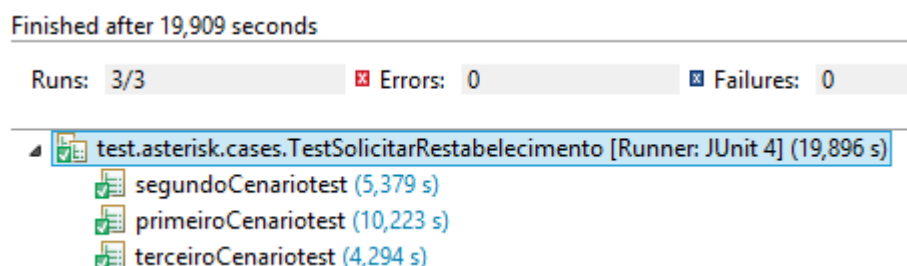 Finished after 19,909 seconds
Runs: 3/3 Errors: 0 Failures: 0
test.asterisk.cases.TestSolicitarRestabelecimento [Runner: JUnit 4] (19,896 s)
segundoCenariotest (5,379 s)
primeiroCenariotest (10,223 s)
terceiroCenariotest (4,294 s)